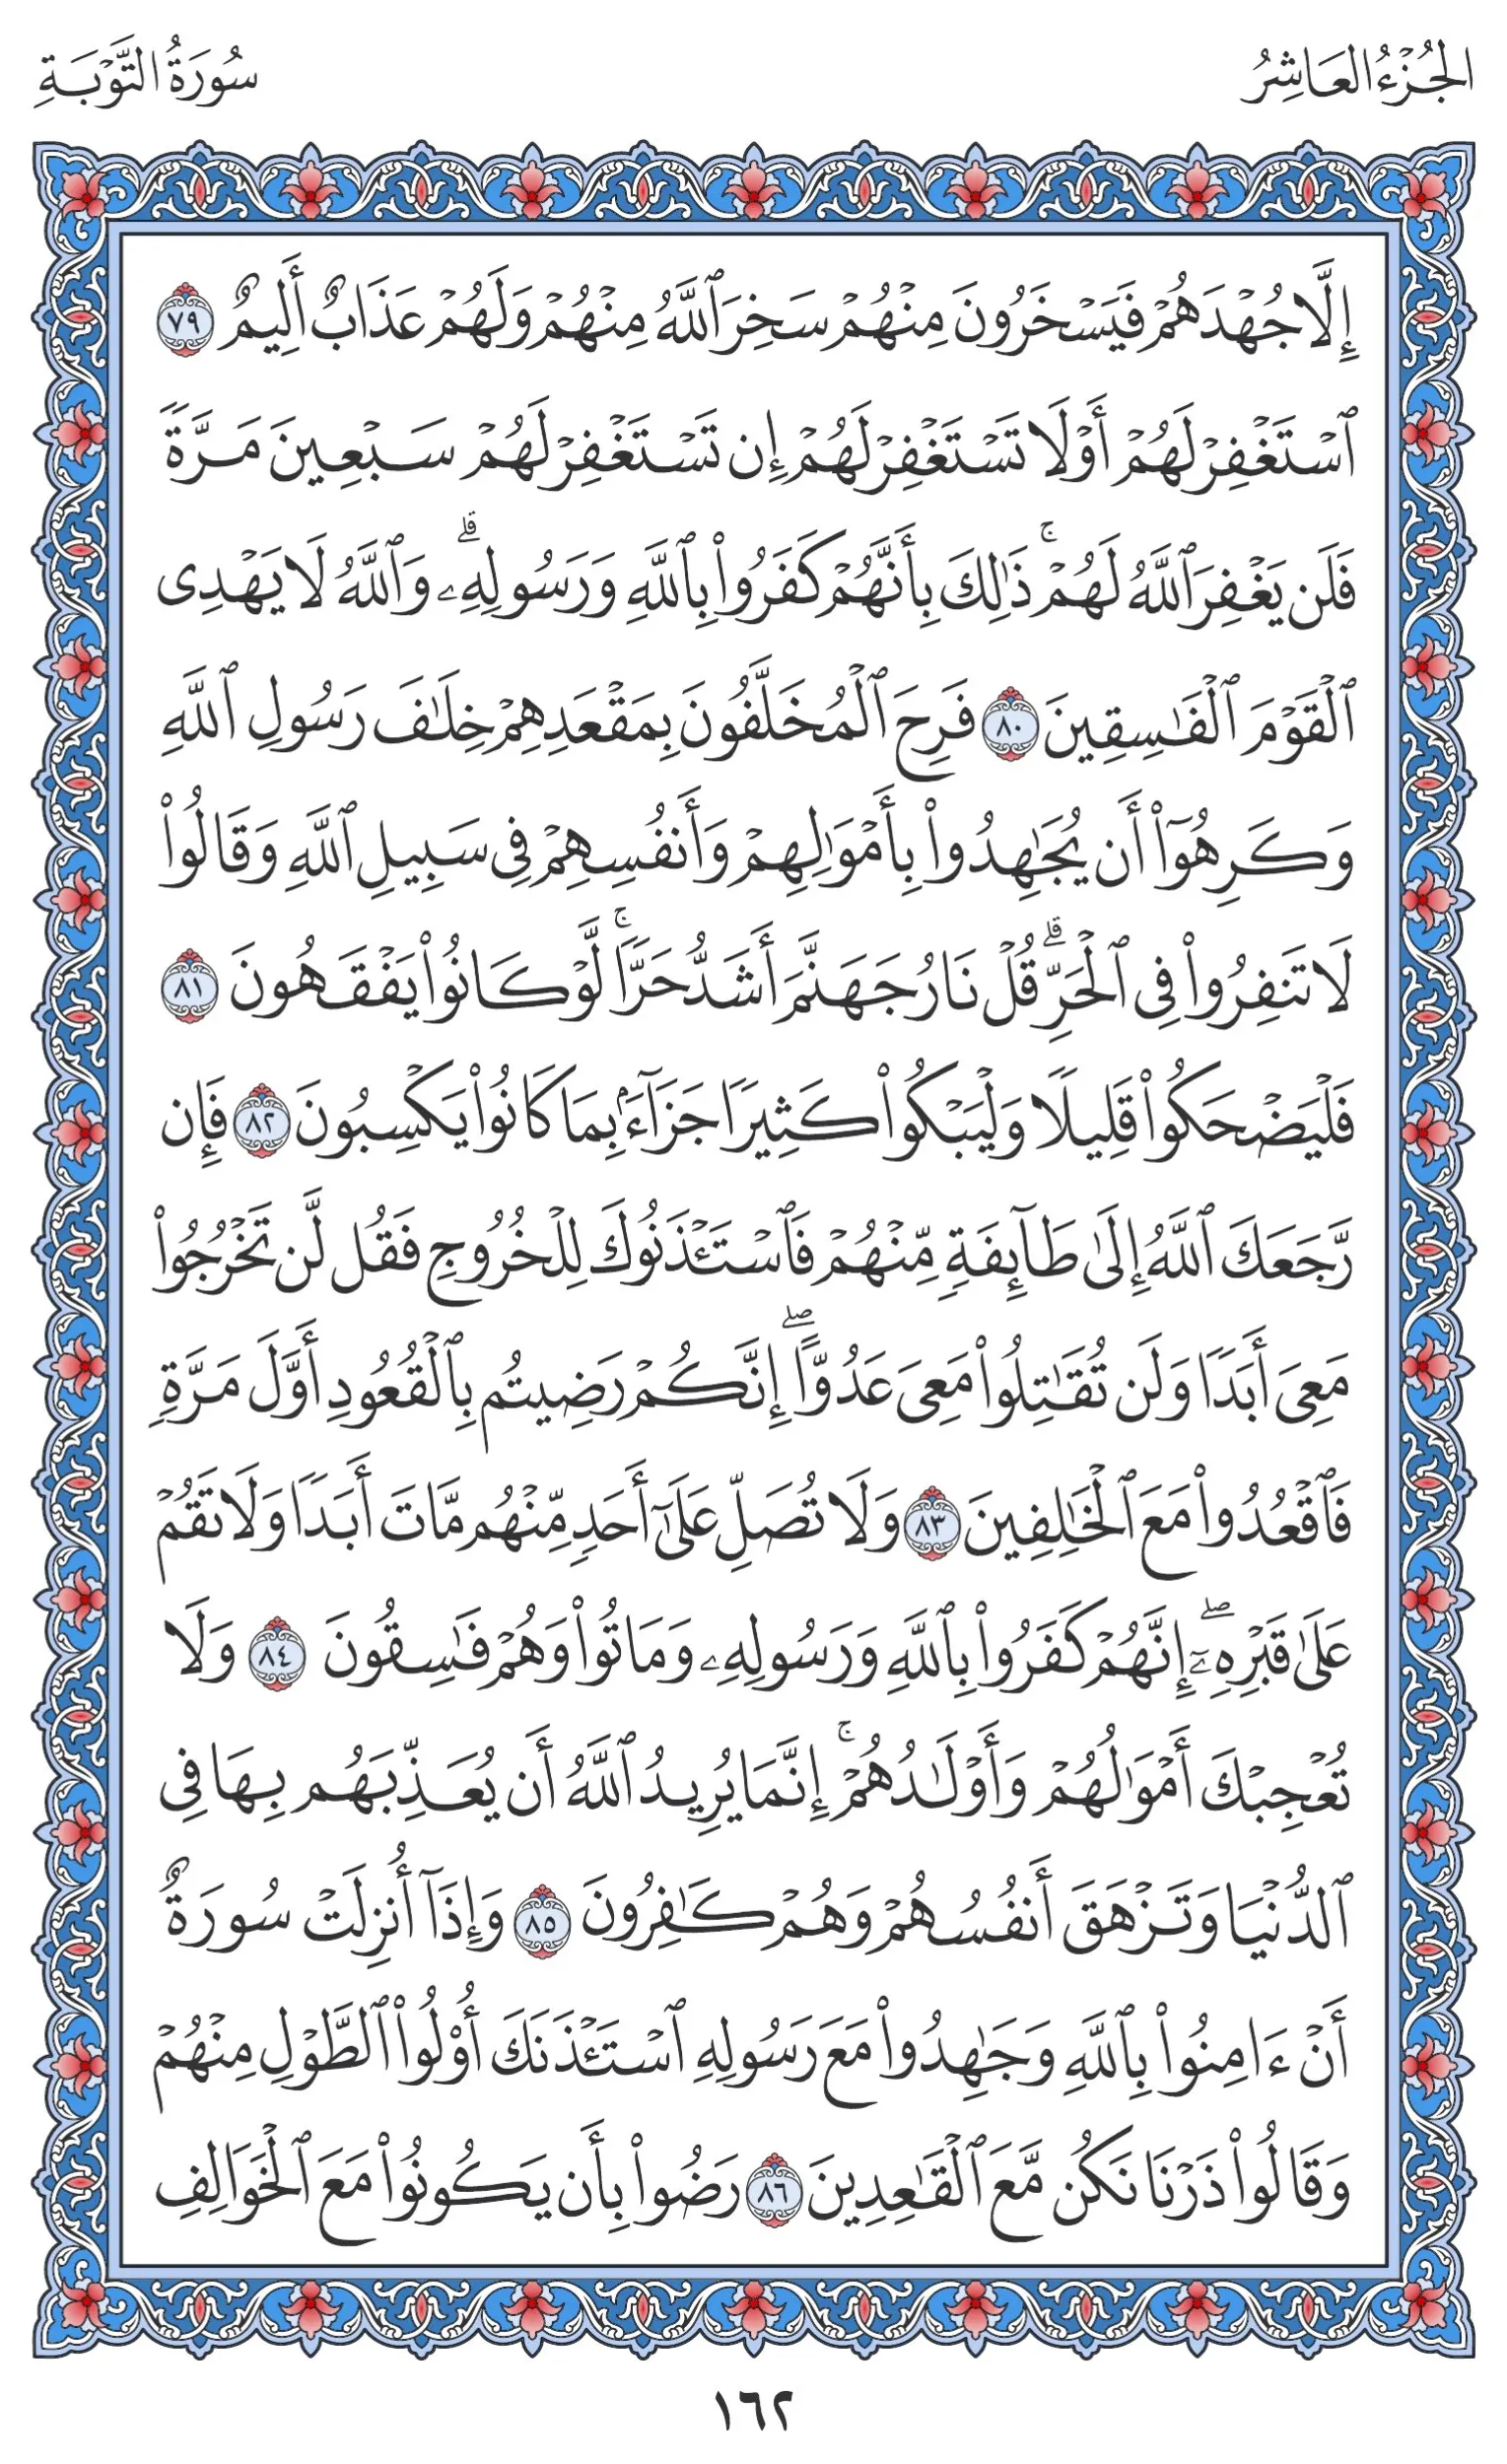 الجُزْءُ العَاشِرُ
سُورَةُ التَّوْبَةِ
إِلَّا جُهْدَهُمْ فَيَسْخَرُونَ مِنْهُمْ سَخِرَ ٱللَّهُ مِنْهُمْ وَلَهُمْ عَذَابٌ أَلِيمٌ ٧٩
ٱسْتَغْفِرْ لَهُمْ أَوْ لَا تَسْتَغْفِرْ لَهُمْ إِن تَسْتَغْفِرْ لَهُمْ سَبْعِينَ مَرَّةً
فَلَن يَغْفِرَ ٱللَّهُ لَهُمْ ۚ ذَٰلِكَ بِأَنَّهُمْ كَفَرُوا۟ بِٱللَّهِ وَرَسُولِهِۦ ۗ وَٱللَّهُ لَا يَهْدِى
ٱلْقَوْمَ ٱلْفَـٰسِقِينَ ٨٠ فَرِحَ ٱلْمُخَلَّفُونَ بِمَقْعَدِهِمْ خِلَـٰفَ رَسُولِ ٱللَّهِ
وَكَرِهُوٓا۟ أَن يُجَـٰهِدُوا۟ بِأَمْوَٰلِهِمْ وَأَنفُسِهِمْ فِى سَبِيلِ ٱللَّهِ وَقَالُوا۟
لَا تَنفِرُوا۟ فِى ٱلْحَرِّ ۗ قُلْ نَارُ جَهَنَّمَ أَشَدُّ حَرًّا ۚ لَّوْ كَانُوا۟ يَفْقَهُونَ ٨١
فَلْيَضْحَكُوا۟ قَلِيلًا وَلْيَبْكُوا۟ كَثِيرًا جَزَآءًۢ بِمَا كَانُوا۟ يَكْسِبُونَ ٨٢ فَإِن
رَّجَعَكَ ٱللَّهُ إِلَىٰ طَآئِفَةٍ مِّنْهُمْ فَٱسْتَـْٔذَنُوكَ لِلْخُرُوجِ فَقُل لَّن تَخْرُجُوا۟
مَعِىَ أَبَدًا وَلَن تُقَـٰتِلُوا۟ مَعِىَ عَدُوًّا ۖ إِنَّكُمْ رَضِيتُم بِٱلْقُعُودِ أَوَّلَ مَرَّةٍ
فَٱقْعُدُوا۟ مَعَ ٱلْخَـٰلِفِينَ ٨٣ وَلَا تُصَلِّ عَلَىٰٓ أَحَدٍ مِّنْهُم مَّاتَ أَبَدًا وَلَا تَقُمْ
عَلَىٰ قَبْرِهِۦٓ ۖ إِنَّهُمْ كَفَرُوا۟ بِٱللَّهِ وَرَسُولِهِۦ وَمَاتُوا۟ وَهُمْ فَـٰسِقُونَ ٨٤ وَلَا
تُعْجِبْكَ أَمْوَٰلُهُمْ وَأَوْلَـٰدُهُمْ ۚ إِنَّمَا يُرِيدُ ٱللَّهُ أَن يُعَذِّبَهُم بِهَا فِى
ٱلدُّنْيَا وَتَزْهَقَ أَنفُسُهُمْ وَهُمْ كَـٰفِرُونَ ٨٥ وَإِذَآ أُنزِلَتْ سُورَةٌ
أَنْ ءَامِنُوا۟ بِٱللَّهِ وَجَـٰهِدُوا۟ مَعَ رَسُولِهِ ٱسْتَـْٔذَنَكَ أُو۟لُوا۟ ٱلطَّوْلِ مِنْهُمْ
وَقَالُوا۟ ذَرْنَا نَكُن مَّعَ ٱلْقَـٰعِدِينَ ٨٦ رَضُوا۟ بِأَن يَكُونُوا۟ مَعَ ٱلْخَوَالِفِ
١٦٢